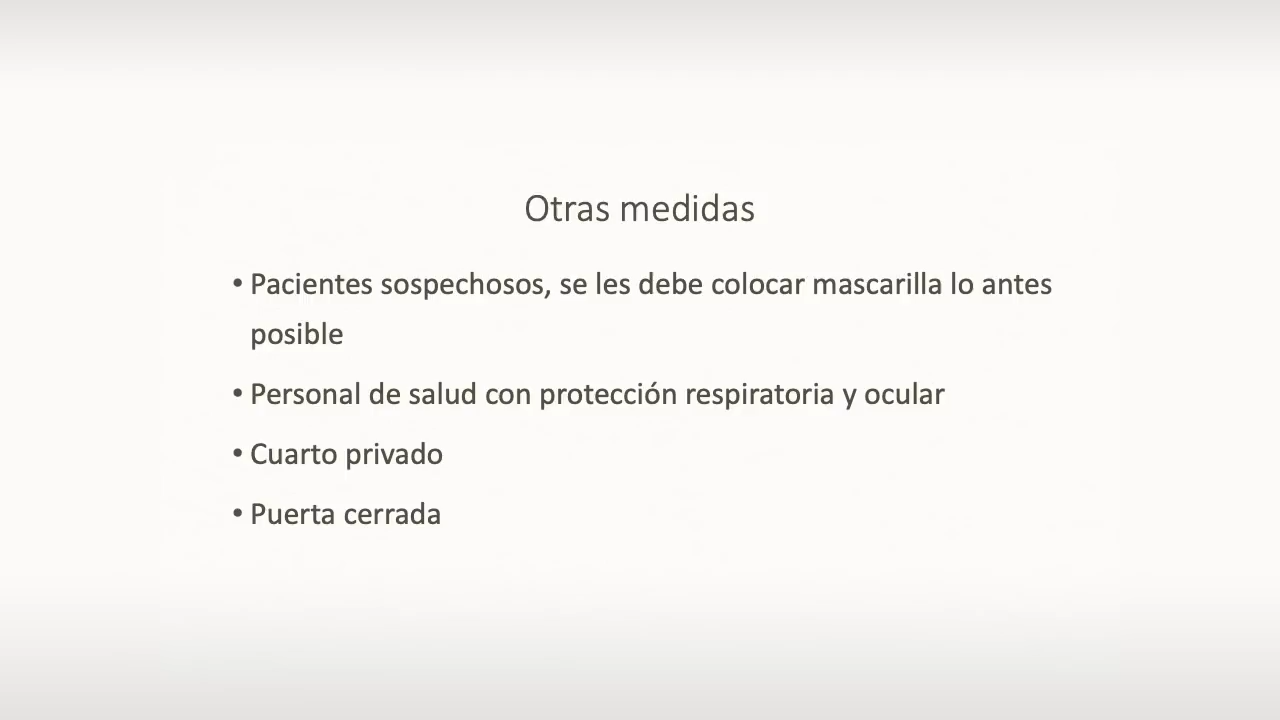 Otras medidas
• Pacientes sospechosos, se les debe colocar mascarilla lo antes
posible
• Personal de salud con protección respiratoria y ocular
• Cuarto privado
• Puerta cerrada